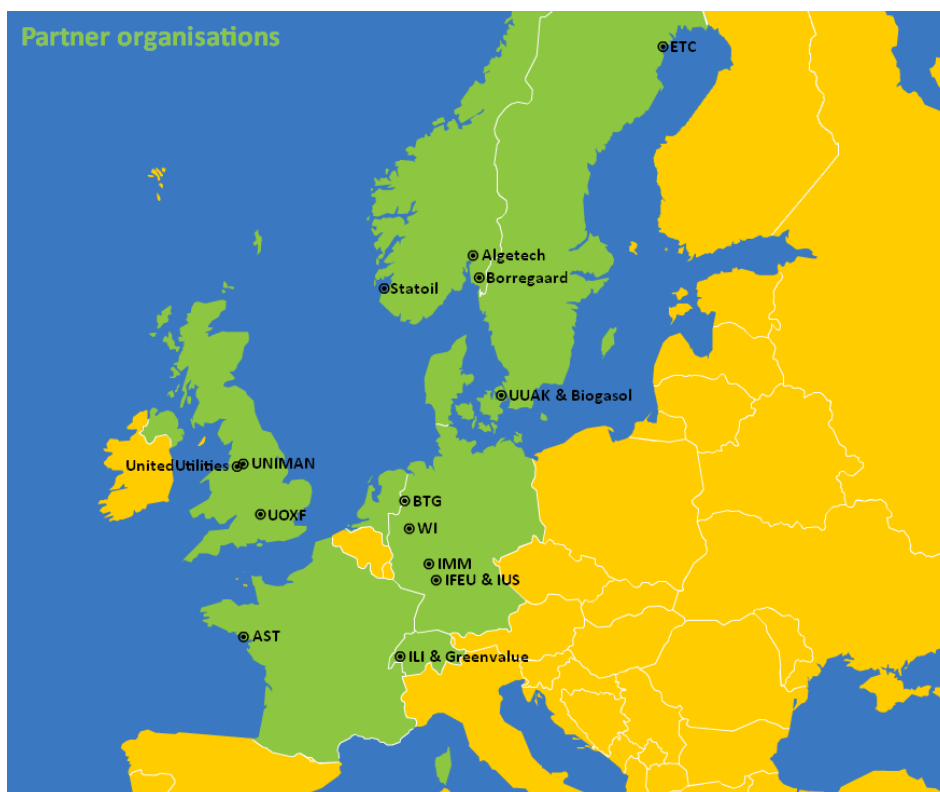 Partner organisations
ETC
Algetech
Borregaard
Statoil
UUAK & Biogasol
UNIMAN
UnitedUtilities
BTG
UOXF
WI
IMM
IFEU & IUS
AST
ILI & Greenvalue